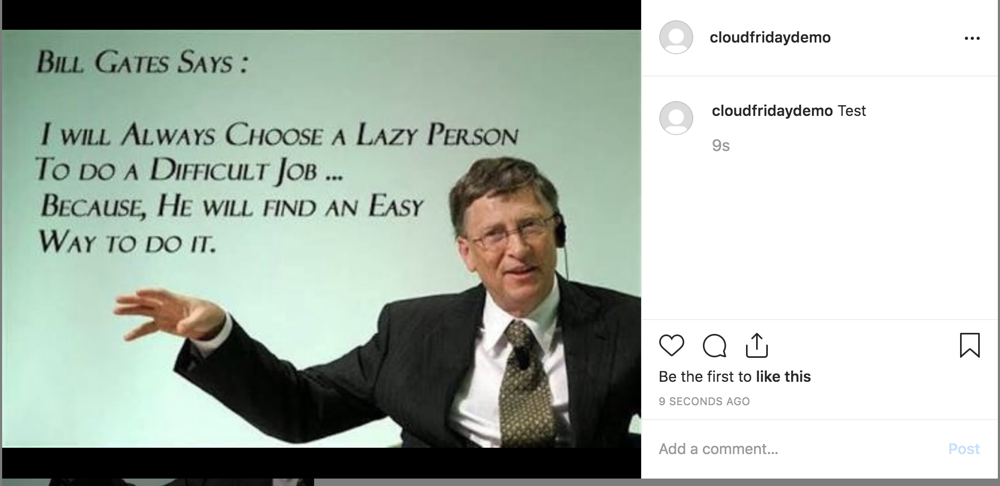 BILL GATES SAYS :
I WILL ALWAYS CHOOSE A LAZY PERSON
TO DO A DIFFICULT JOB ...
BECAUSE, HE WILL FIND AN EASY
WAY TO DO IT.
cloudfridaydemo
cloudfridaydemo Test
9s
Be the first to like this
9 SECONDS AGO
Add a comment...
Post